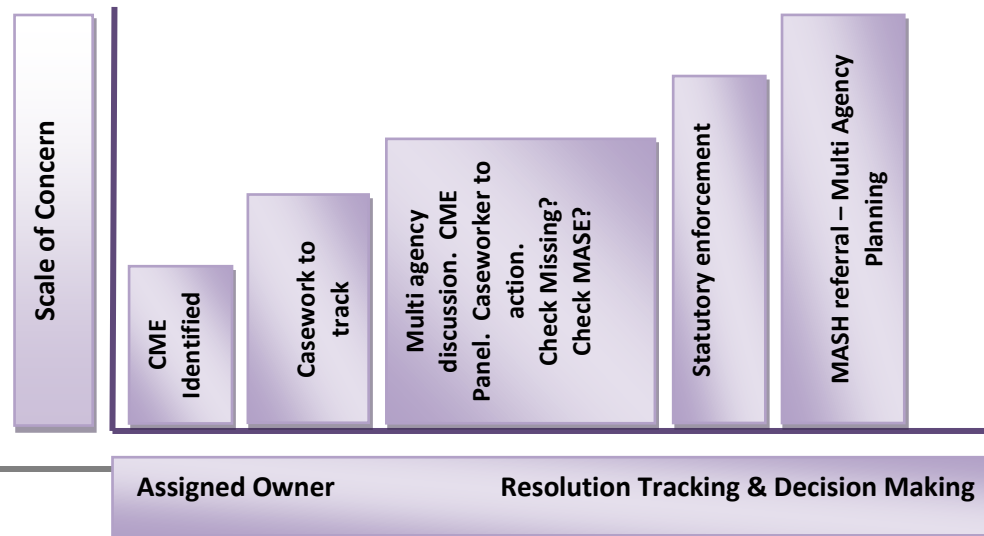 Scale of Concern
CME
Identified
Casework to
track
Multi agency
discussion. CME
Panel. Caseworker to
action.
Check Missing?
Check MASE?
Statutory enforcement
MASH referral – Multi Agency
Planning
Assigned Owner
Resolution Tracking & Decision Making